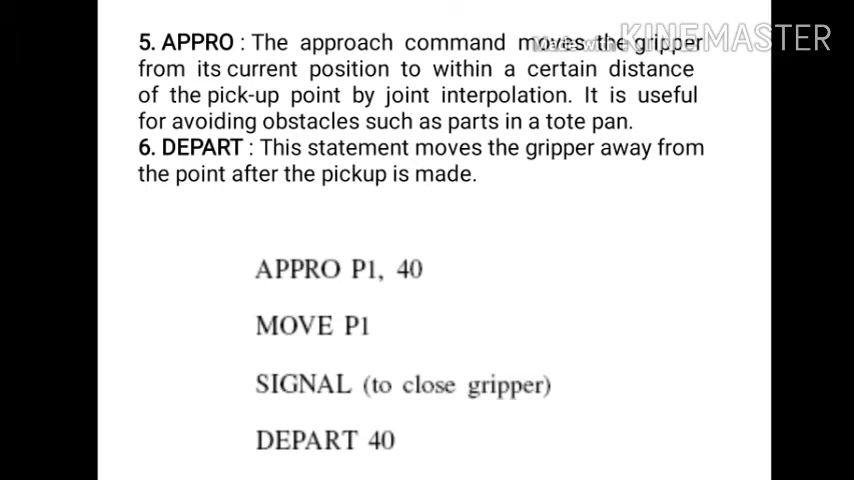 5. APPRO : The approach command moves the gripper
from its current position to within a certain distance
of the pick-up point by joint interpolation. It is useful
for avoiding obstacles such as parts in a tote pan.
6. DEPART : This statement moves the gripper away from
the point after the pickup is made.
APPRO P1, 40
MOVE P1
SIGNAL (to close gripper)
DEPART 40
Made with KINEMASTER